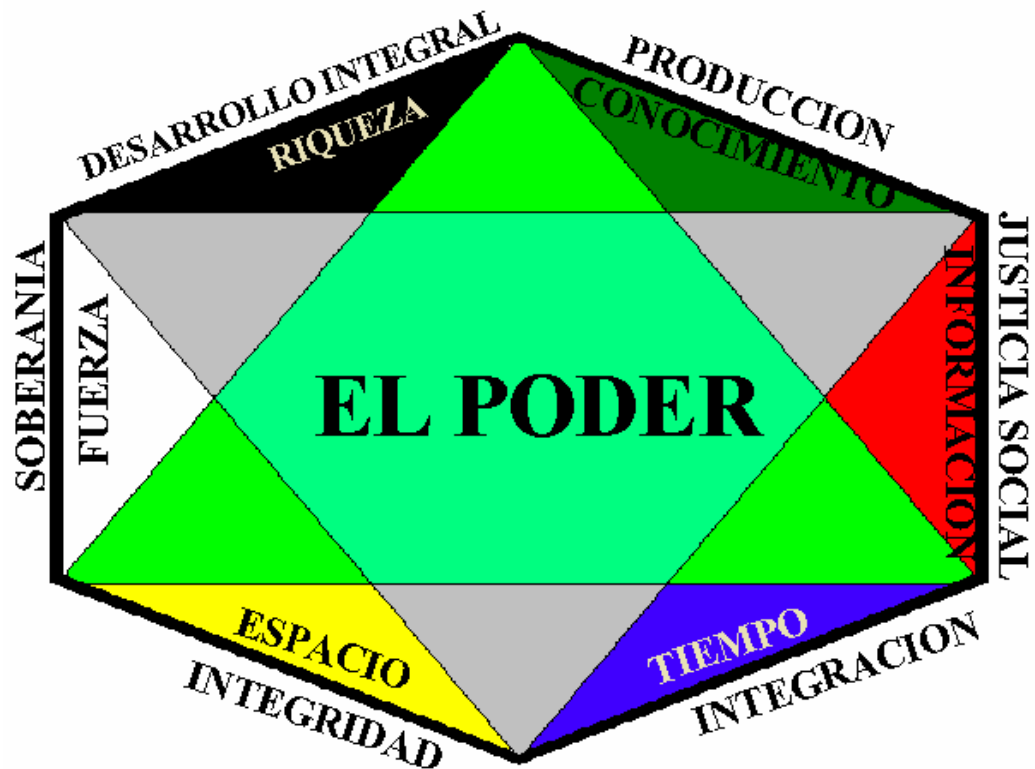 DESARROLLO INTEGRAL
PRODUCCION
RIQUEZA
CONOCIMIENTO
SOBERANIA
FUERZA
EL PODER
INFORMACION
JUSTICIA SOCIAL
ESPACIO
TIEMPO
INTEGRIDAD
INTEGRACION